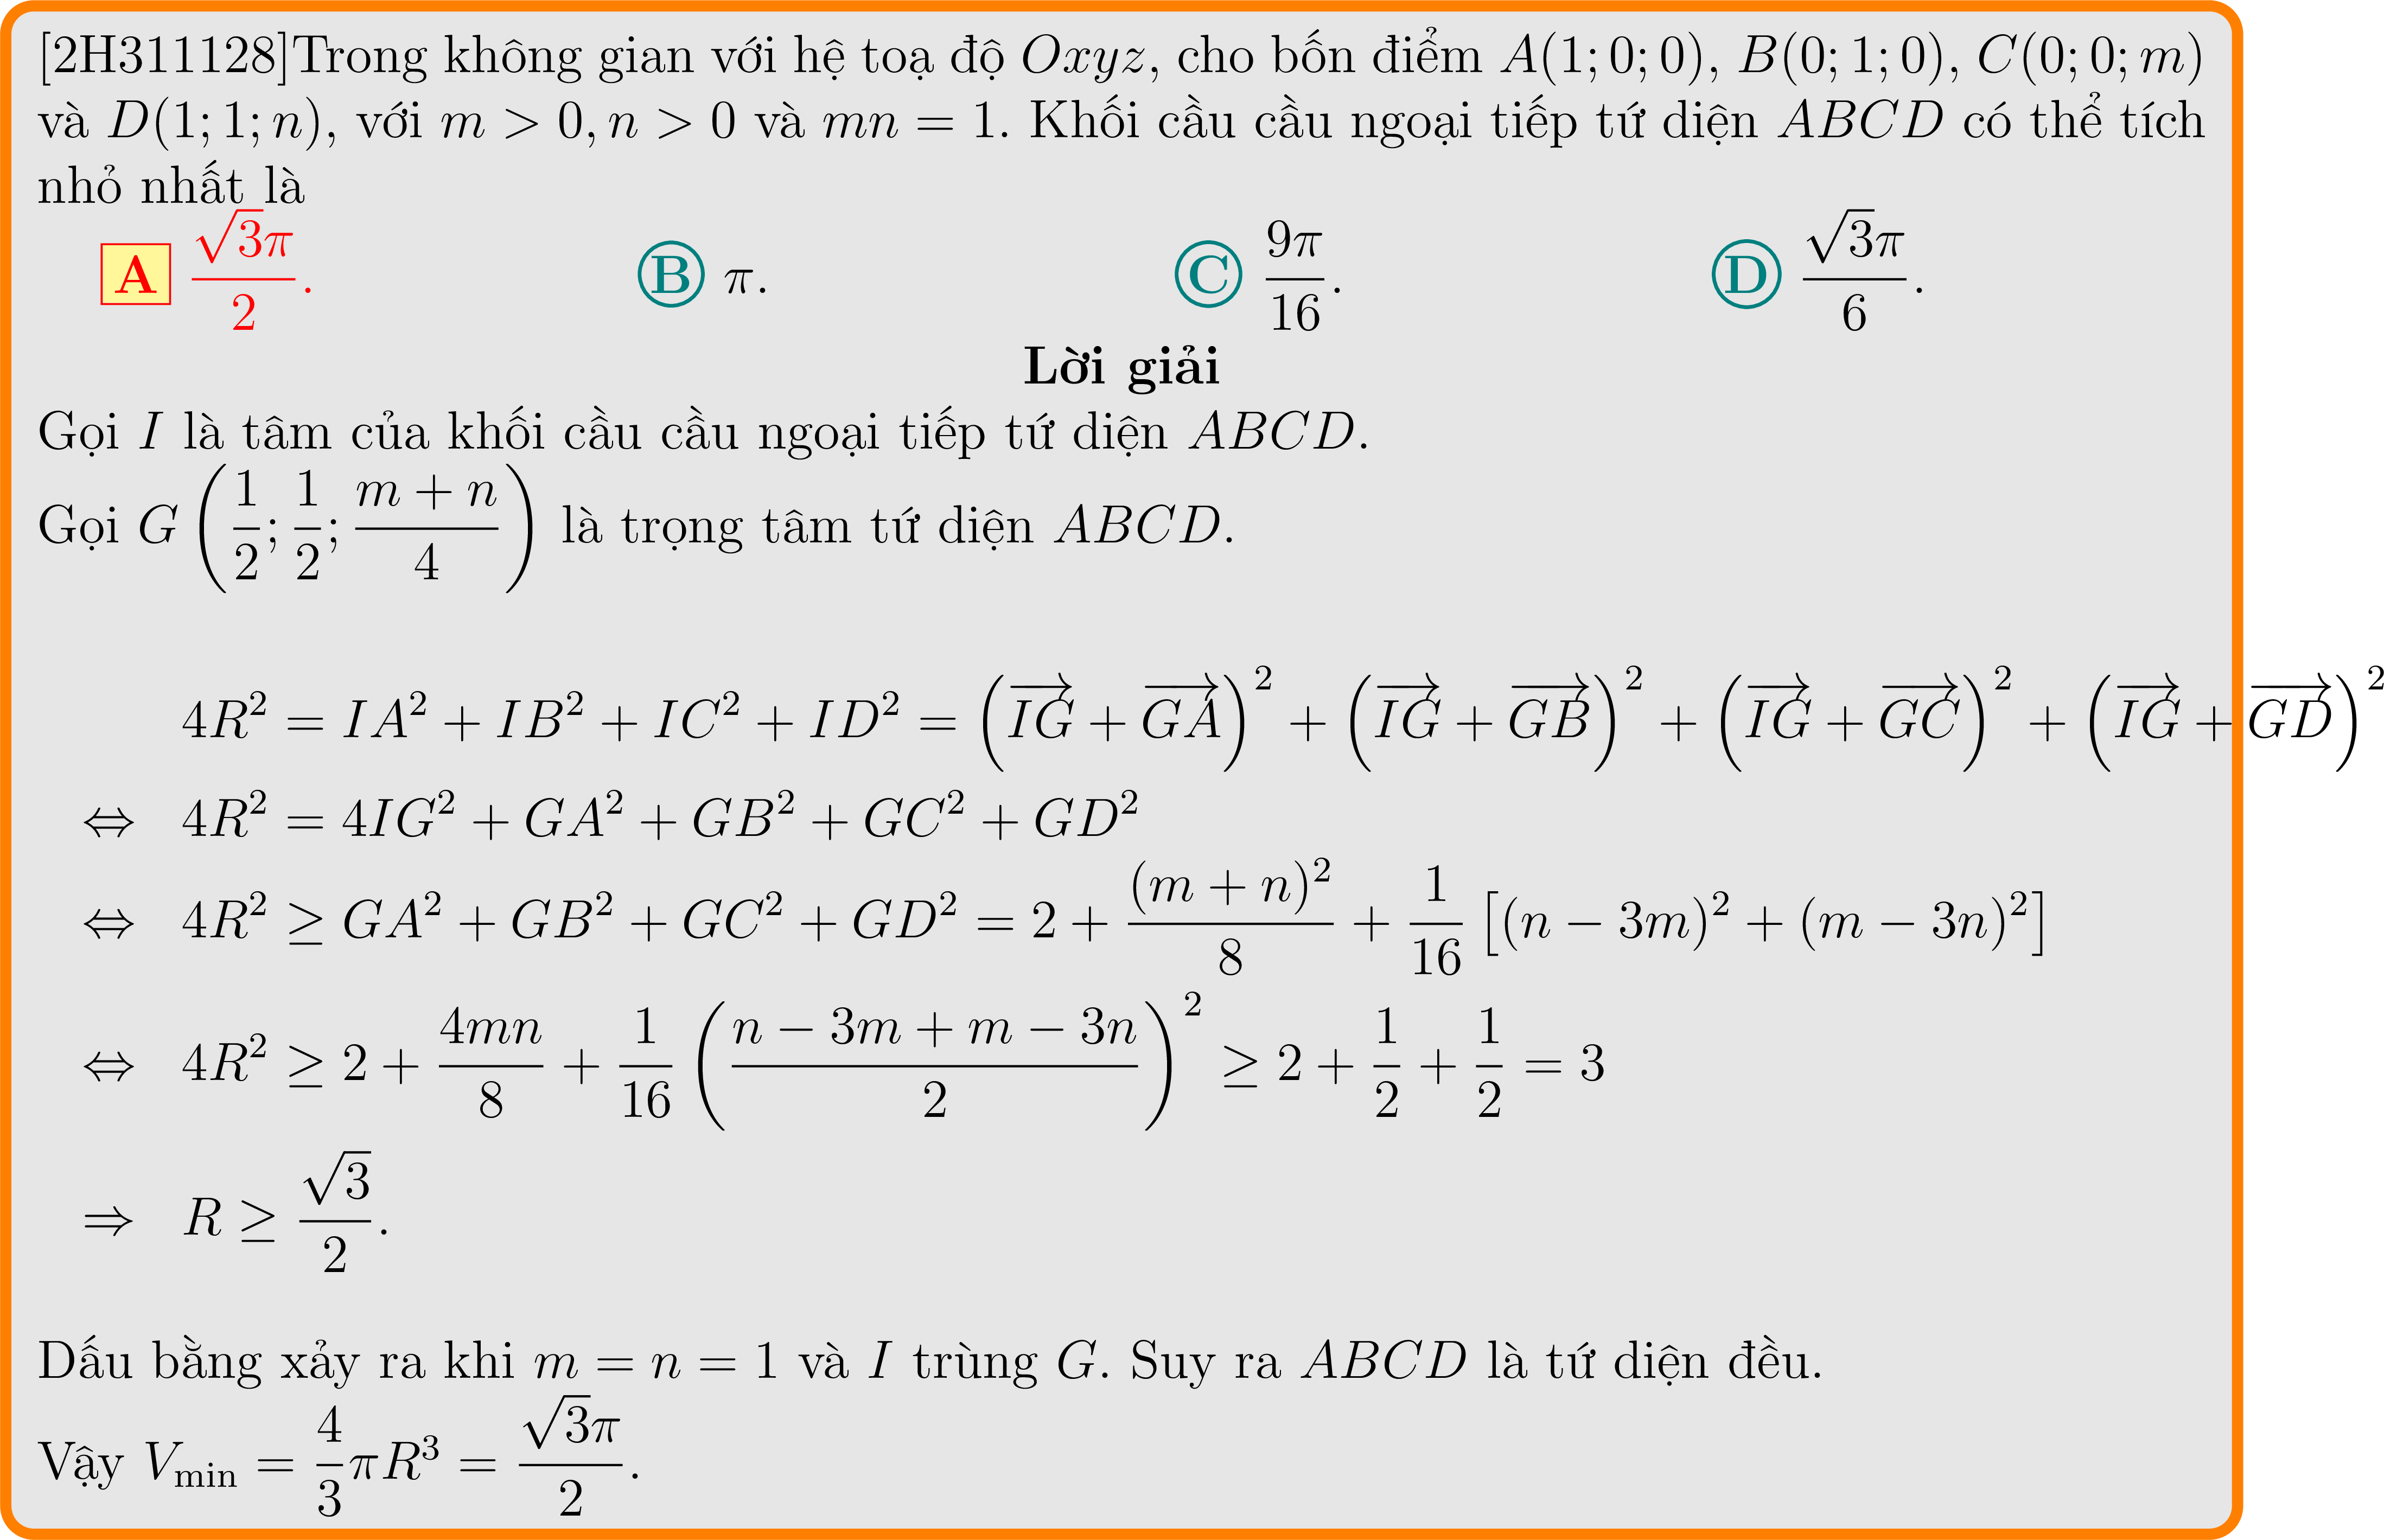 [2H311128]Trong không gian với hệ toạ độ Oxyz, cho bốn điểm A(1; 0; 0), B(0; 1; 0), C(0; 0; m)
và D(1; 1; n), với m > 0, n > 0 và mn = 1. Khối cầu cầu ngoại tiếp tứ diện ABCD có thể tích
nhỏ nhất là
A $\frac{\sqrt{3}\pi}{2}$. B $\pi$. C $\frac{9\pi}{16}$. D $\frac{\sqrt{3}\pi}{6}$.
Lời giải
Gọi I là tâm của khối cầu cầu ngoại tiếp tứ diện ABCD.
Gọi $G\left(\frac{1}{2}; \frac{1}{2}; \frac{m+n}{4}\right)$ là trọng tâm tứ diện ABCD.
$4R^2 = IA^2 + IB^2 + IC^2 + ID^2 = \left(\overrightarrow{IG} + \overrightarrow{GA}\right)^2 + \left(\overrightarrow{IG} + \overrightarrow{GB}\right)^2 + \left(\overrightarrow{IG} + \overrightarrow{GC}\right)^2 + \left(\overrightarrow{IG} + \overrightarrow{GD}\right)^2$
$\Leftrightarrow 4R^2 = 4IG^2 + GA^2 + GB^2 + GC^2 + GD^2$
$\Leftrightarrow 4R^2 \geq GA^2 + GB^2 + GC^2 + GD^2 = 2 + \frac{(m+n)^2}{8} + \frac{1}{16}\left[(n-3m)^2 + (m-3n)^2\right]$
$\Leftrightarrow 4R^2 \geq 2 + \frac{4mn}{8} + \frac{1}{16}\left(\frac{n-3m+m-3n}{2}\right)^2 \geq 2 + \frac{1}{2} + \frac{1}{2} = 3$
$\Rightarrow R \geq \frac{\sqrt{3}}{2}$.
Dấu bằng xảy ra khi m = n = 1 và I trùng G. Suy ra ABCD là tứ diện đều.
Vậy $V_{\min} = \frac{4}{3}\pi R^3 = \frac{\sqrt{3}\pi}{2}$.